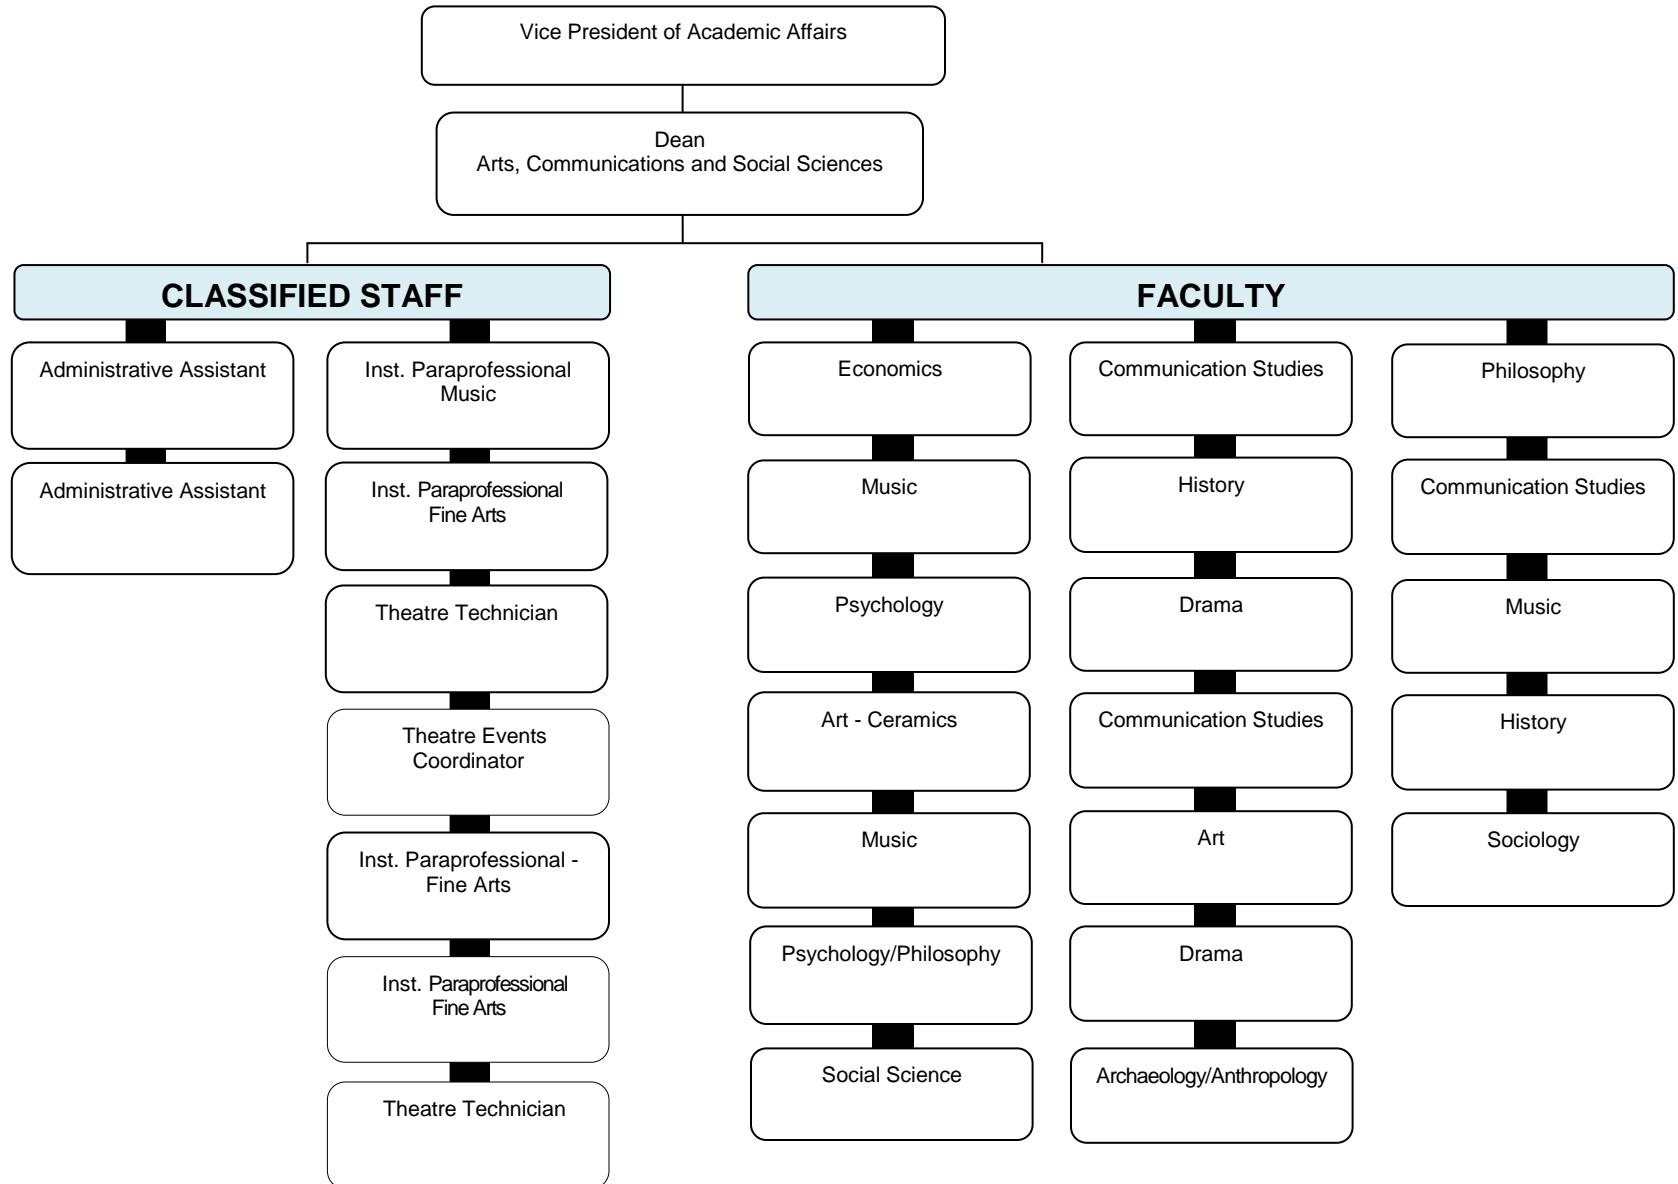 Vice President of Academic Affairs
Dean
Arts, Communications and Social Sciences
CLASSIFIED STAFF
Administrative Assistant
Administrative Assistant
Inst. Paraprofessional
Music
Inst. Paraprofessional
Fine Arts
Theatre Technician
Theatre Events
Coordinator
Inst. Paraprofessional -
Fine Arts
Inst. Paraprofessional
Fine Arts
Theatre Technician
FACULTY
Economics
Music
Psychology
Art - Ceramics
Music
Psychology/Philosophy
Social Science
Communication Studies
History
Drama
Communication Studies
Art
Drama
Archaeology/Anthropology
Philosophy
Communication Studies
Music
History
Sociology